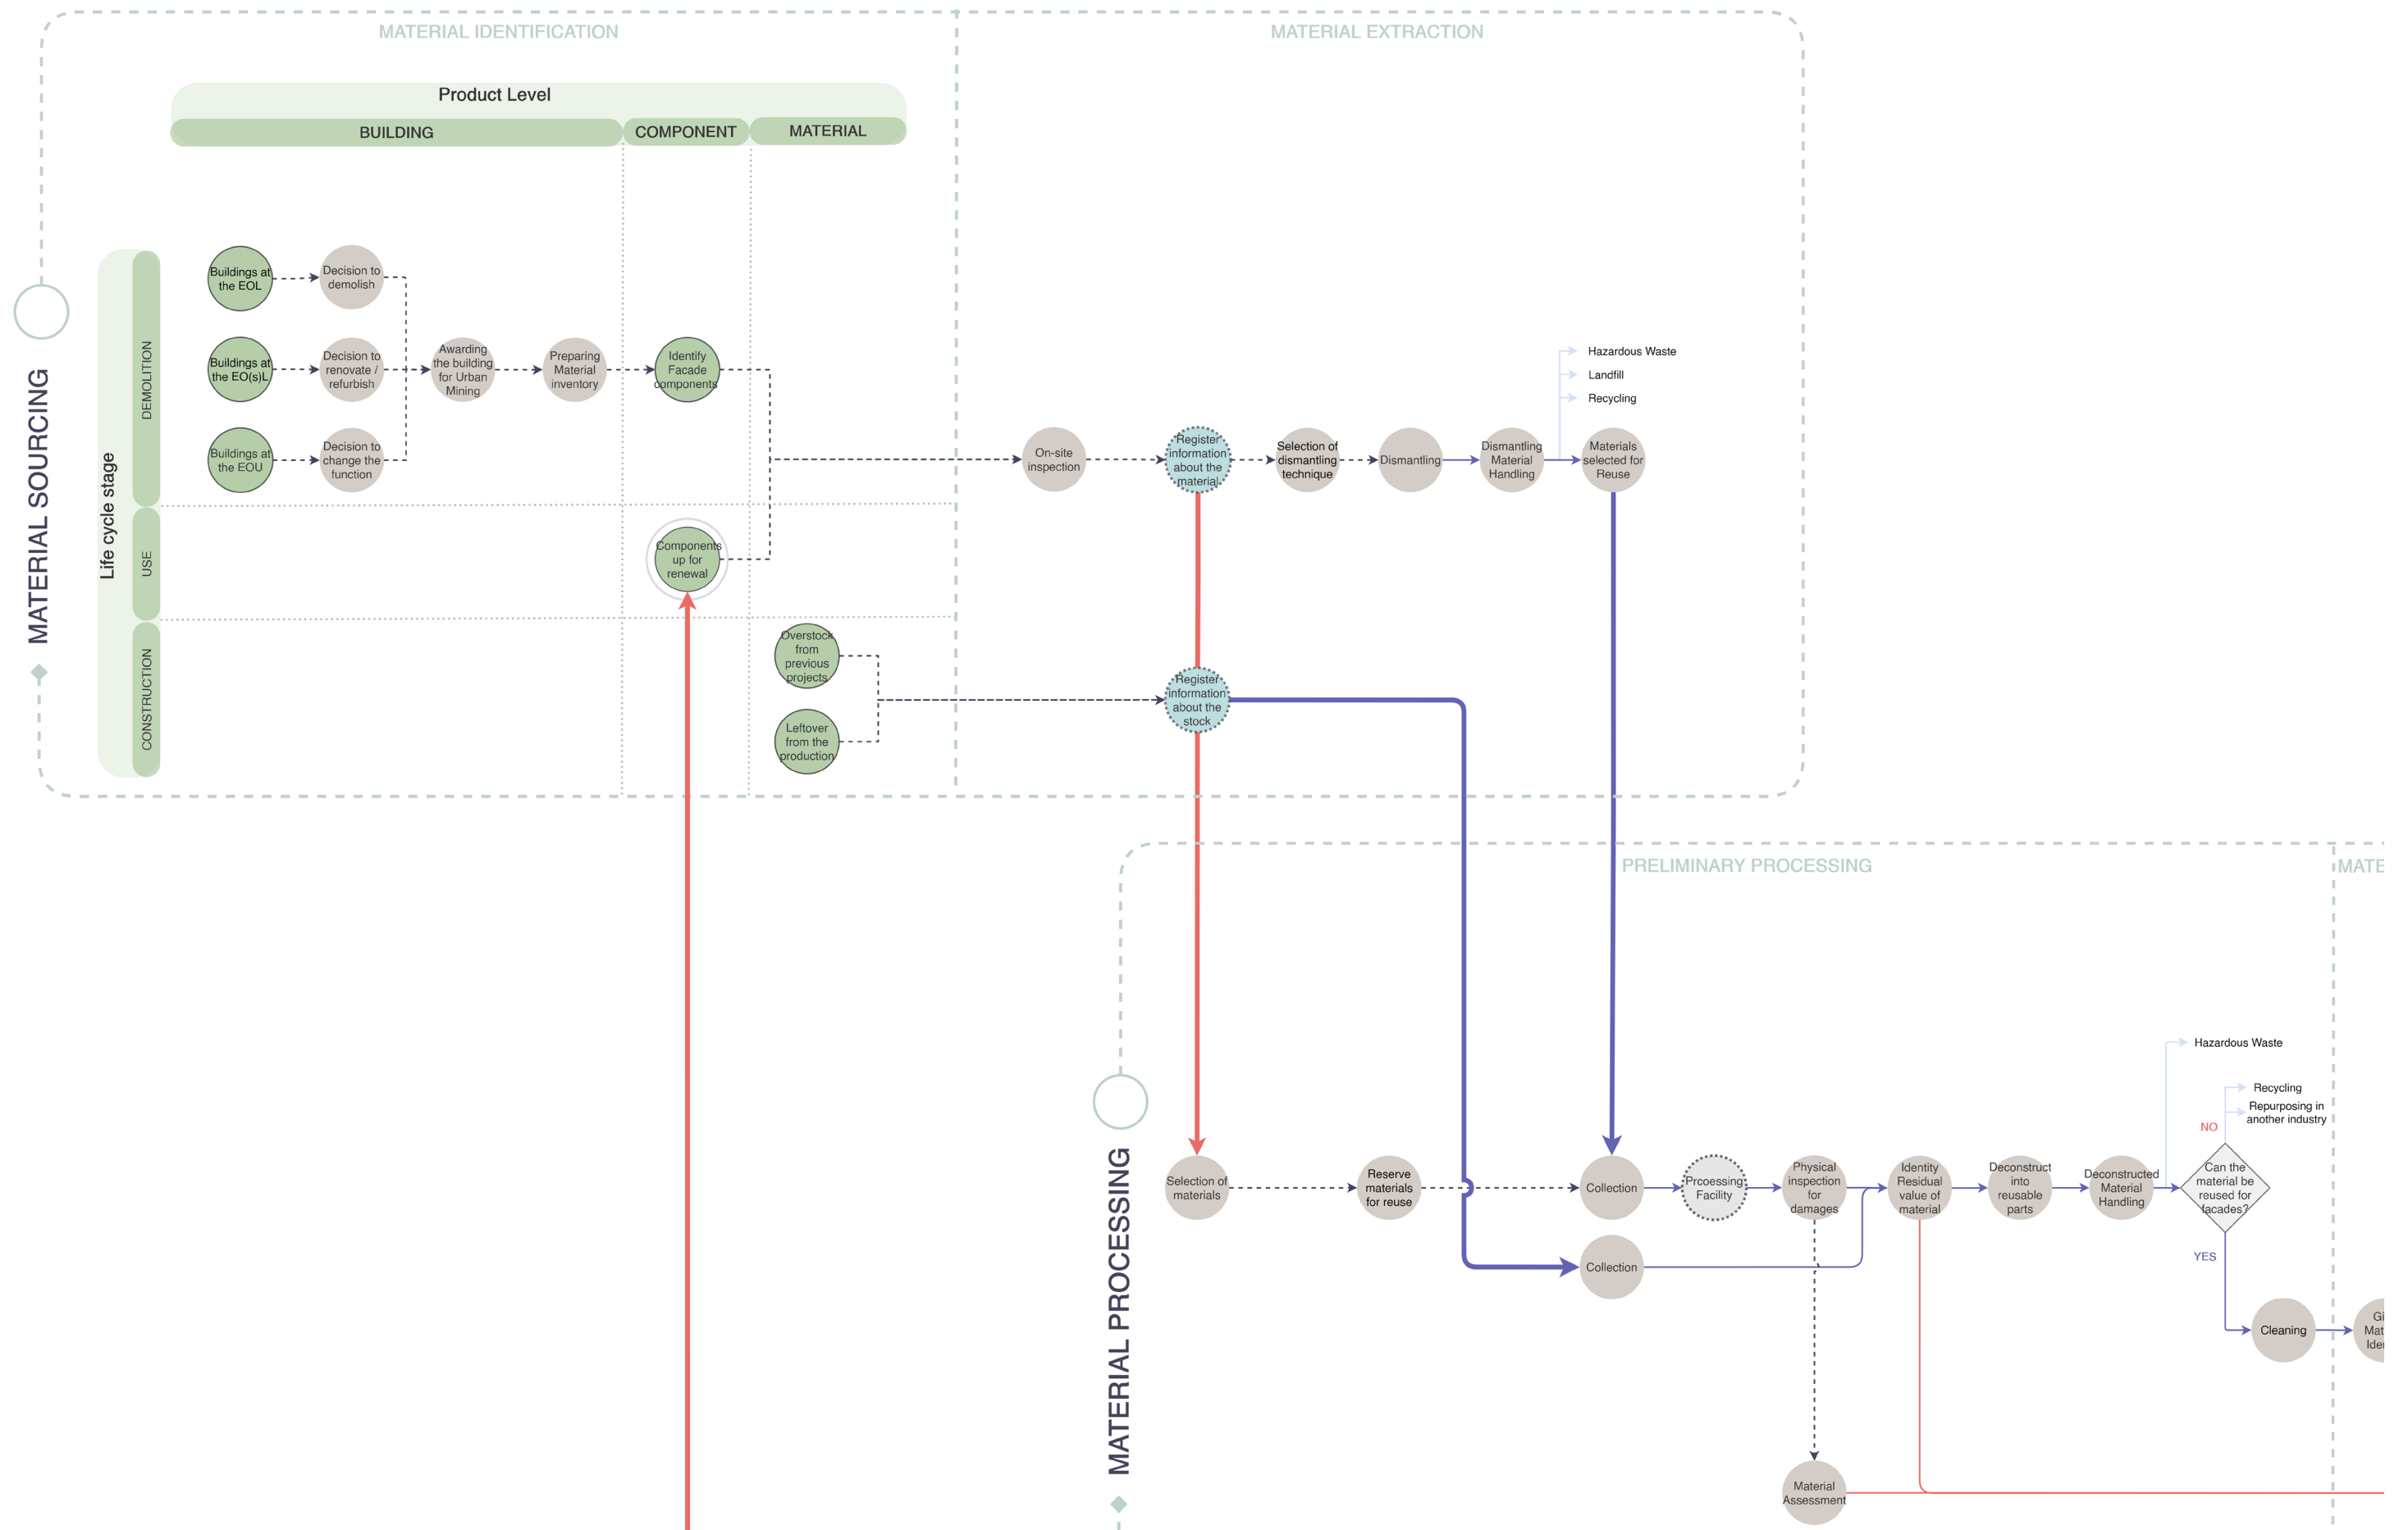 MATERIAL IDENTIFICATION
MATERIAL EXTRACTION
Product Level
BUILDING
COMPONENT
MATERIAL
MATERIAL SOURCING
Life cycle stage
DEMOLITION
USE
CONSTRUCTION
Buildings at
the EOL
Decision to
demolish
Buildings at
the EO(s)L
Decision to
renovate /
refurbish
Awarding
the building
for Urban
Mining
Preparing
Material
inventory
Identify
Facade
components
Buildings at
the EOU
Decision to
change the
function
Components
up for
renewal
Overstock
from
previous
projects
Leftover
from the
production
On-site
inspection
Register
information
about the
material
Selection of
dismantling
technique
Dismantling
Dismantling
Material
Handling
Hazardous Waste
Landfill
Recycling
Materials
selected for
Reuse
Register
information
about the
stock
PRELIMINARY PROCESSING
MATE
MATERIAL PROCESSING
Selection of
materials
Reserve
materials
for reuse
Collection
Processing
Facility
Physical
inspection
for
damages
Identity
Residual
value of
material
Deconstruct
into
reusable
parts
Deconstructed
Material
Handling
Hazardous Waste
Recycling
Repurposing in
another industry
NO
Can the
material be
reused for
facades?
YES
Collection
Cleaning
Gi
Mat
Ide
Material
Assessment